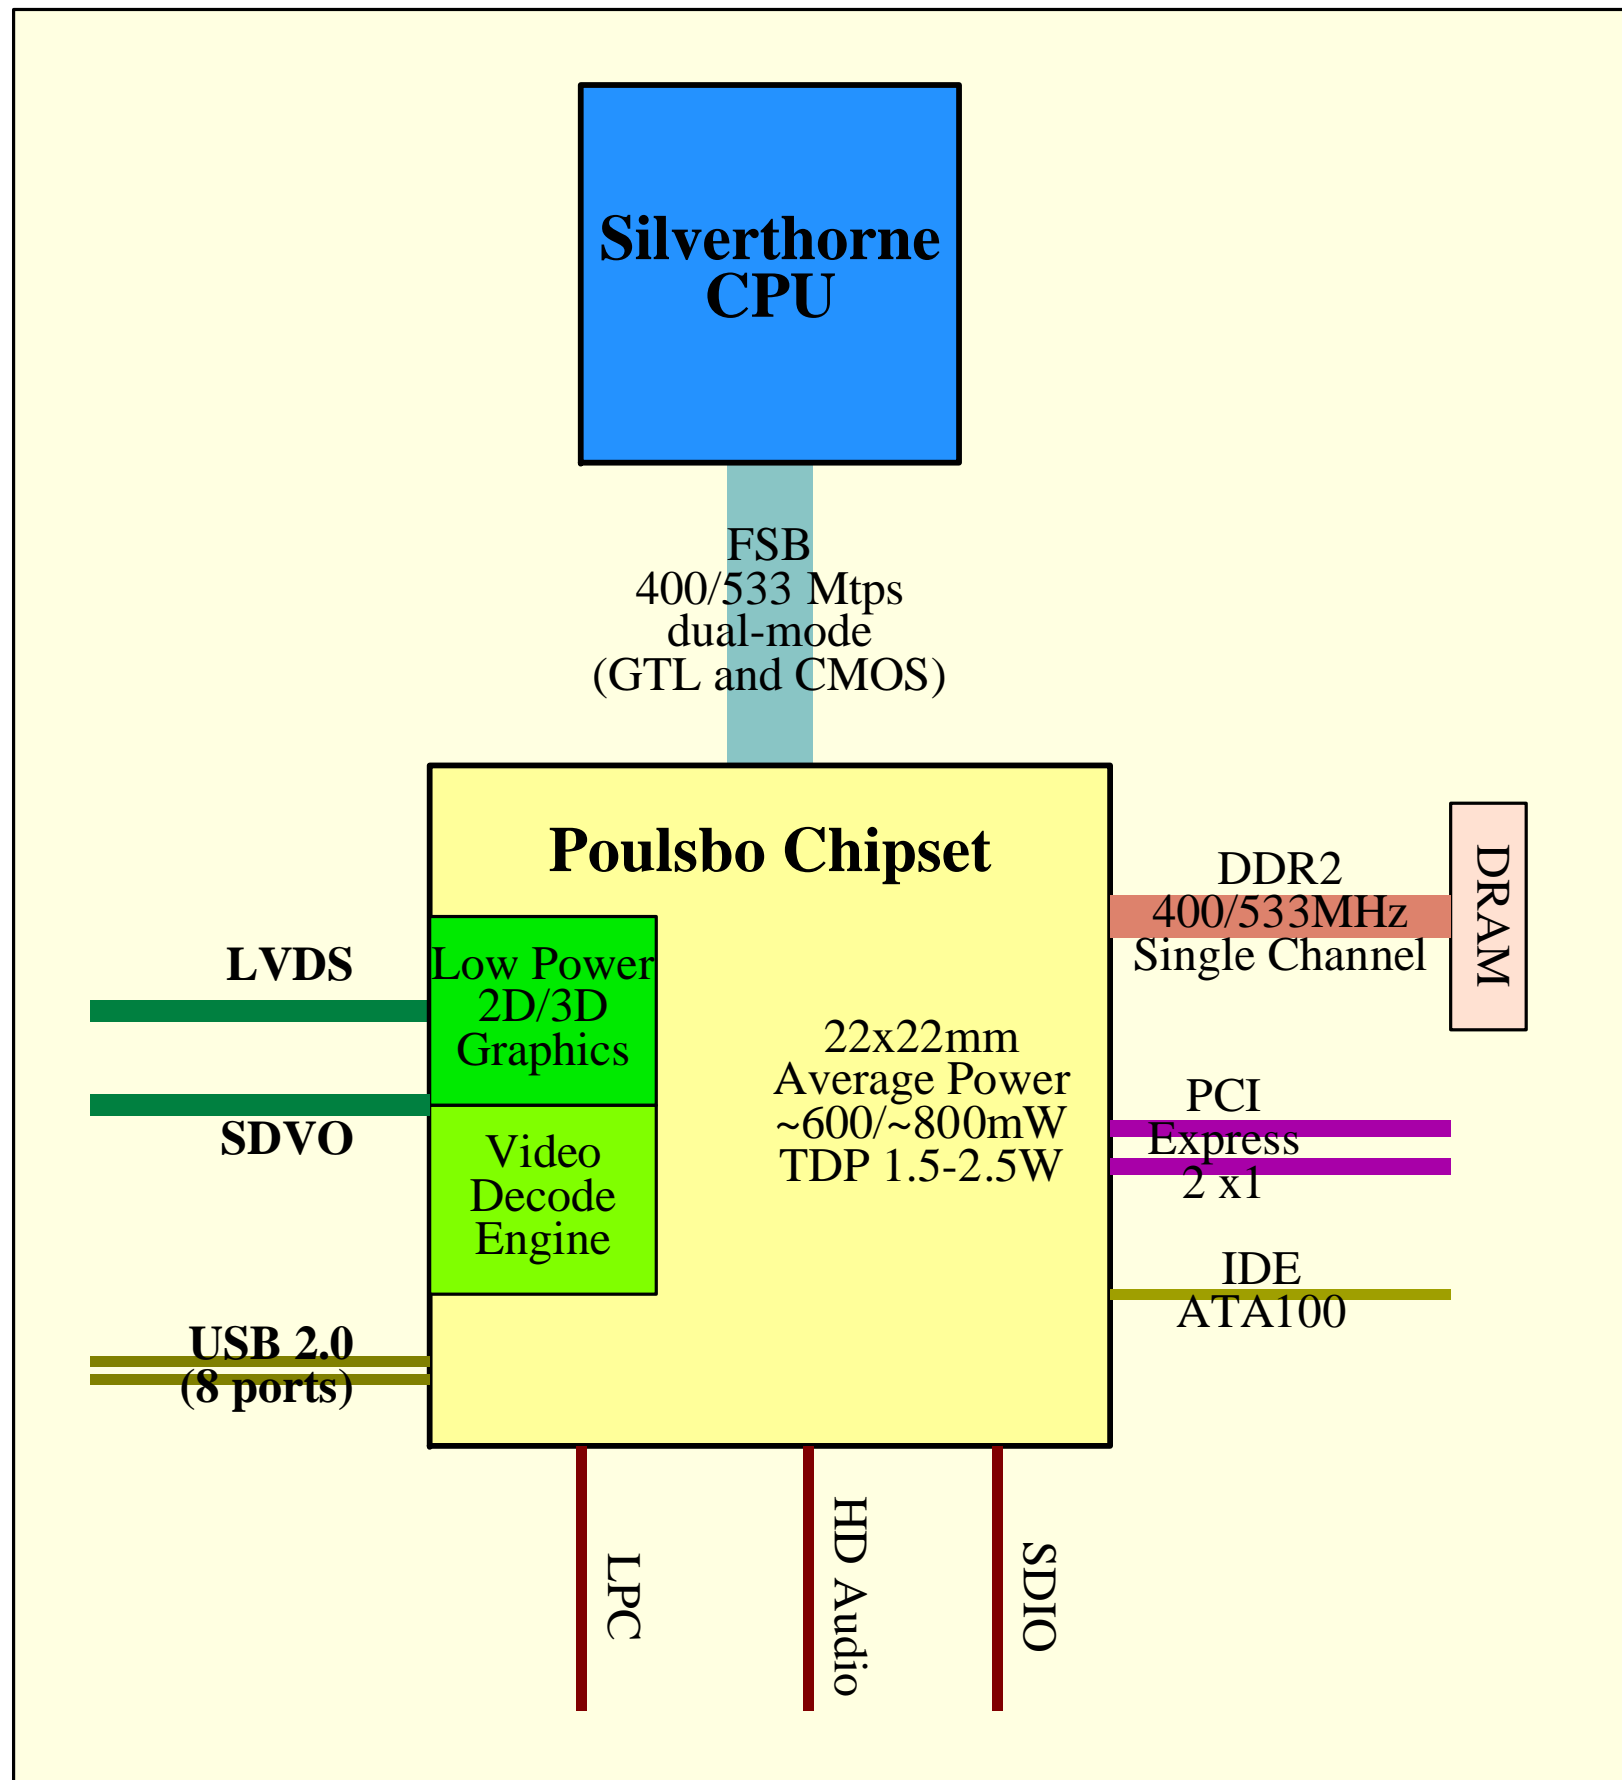 Silverthorne
CPU
FSB
400/533 Mtps
dual-mode
(GTL and CMOS)
Poulsbo Chipset
DDR2
400/533MHz
Single Channel
DRAM
LVDS
Low Power
2D/3D
Graphics
22x22mm
Average Power
~600/~800mW
TDP 1.5-2.5W
PCI
Express
2 x1
SDVO
Video
Decode
Engine
IDE
ATA100
USB 2.0
(8 ports)
LPC
HD Audio
SDIO